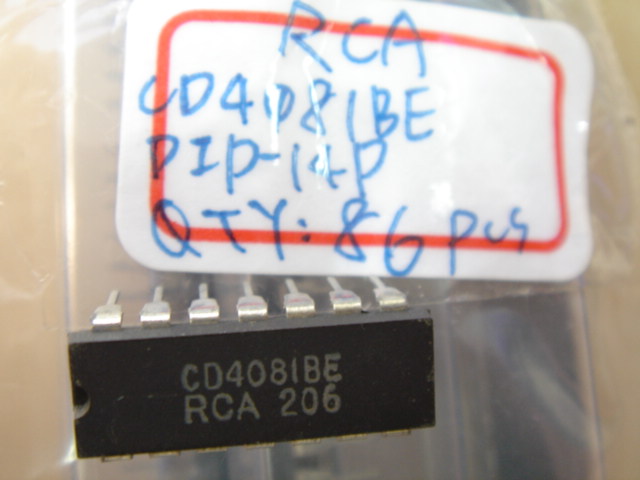 RCA
CD4081BE
DIP-14P
QTY: 86 pcs
CD4081BE
RCA 206